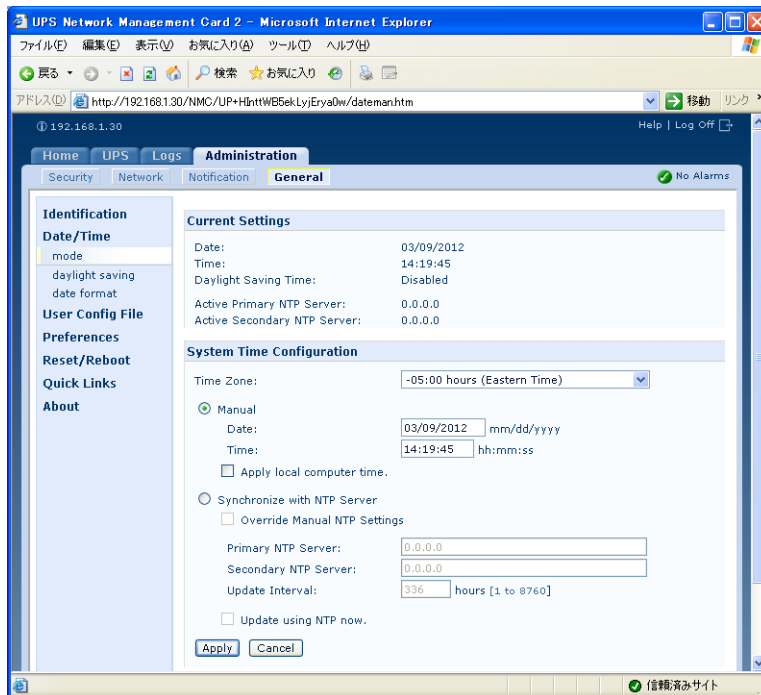 UPS Network Management Card 2 - Microsoft Internet Explorer
ファイル(F) 編集(E) 表示(V) お気に入り(A) ツール(T) ヘルプ(H)
戻る 検索 お気に入り
アドレス(D) http://192.168.1.30/NMC/UP+HInttWB5ekLyjErya0w/dateman.htm 移動 リンク »
192.168.1.30 Help | Log Off
Home UPS Logs Administration
Security Network Notification General No Alarms
Identification
Date/Time
mode
daylight saving
date format
User Config File
Preferences
Reset/Reboot
Quick Links
About
Current Settings
Date: 03/09/2012
Time: 14:19:45
Daylight Saving Time: Disabled
Active Primary NTP Server: 0.0.0.0
Active Secondary NTP Server: 0.0.0.0
System Time Configuration
Time Zone: -05:00 hours (Eastern Time)
Manual
Date: 03/09/2012 mm/dd/yyyy
Time: 14:19:45 hh:mm:ss
Apply local computer time.
Synchronize with NTP Server
Override Manual NTP Settings
Primary NTP Server: 0.0.0.0
Secondary NTP Server: 0.0.0.0
Update Interval: 336 hours [1 to 8760]
Update using NTP now.
Apply Cancel
信頼済みサイト